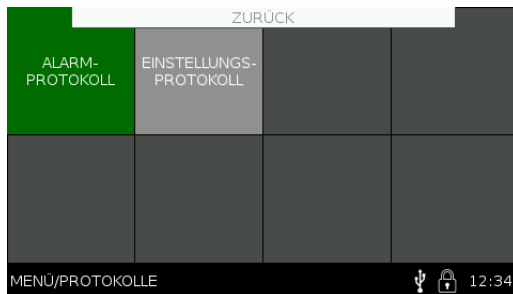 ZURÜCK
ALARM-
PROTOKOLL
EINSTELLUNGS-
PROTOKOLL
MENÜ/PROTOKOLLE
12:34